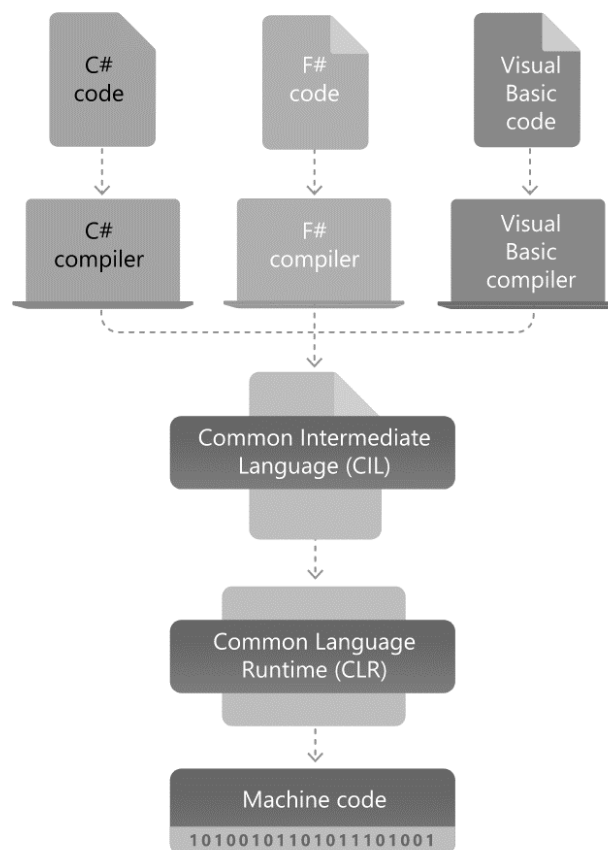 C#
code
F#
code
Visual
Basic
code
C#
compiler
F#
compiler
Visual
Basic
compiler
Common Intermediate
Language (CIL)
Common Language
Runtime (CLR)
Machine code
10100101101011101001